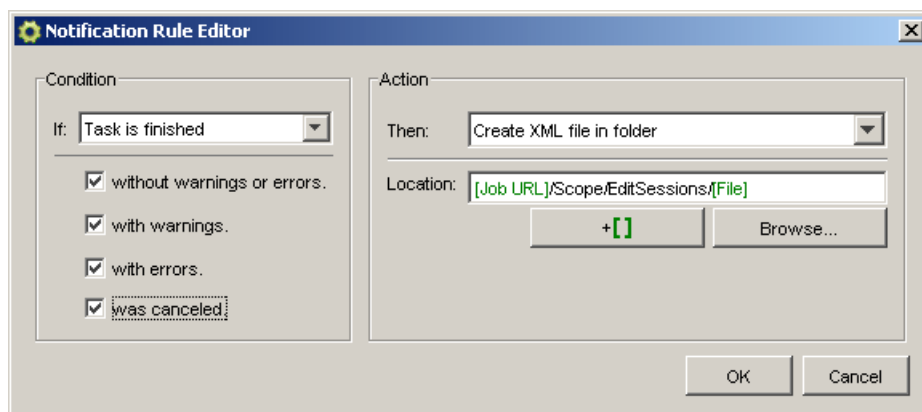 Notification Rule Editor
Condition
If: Task is finished
without warnings or errors.
with warnings.
with errors.
was canceled.
Action
Then: Create XML file in folder
Location: [Job URL]/Scope/EditSessions/[File]
+[]
Browse...
OK
Cancel